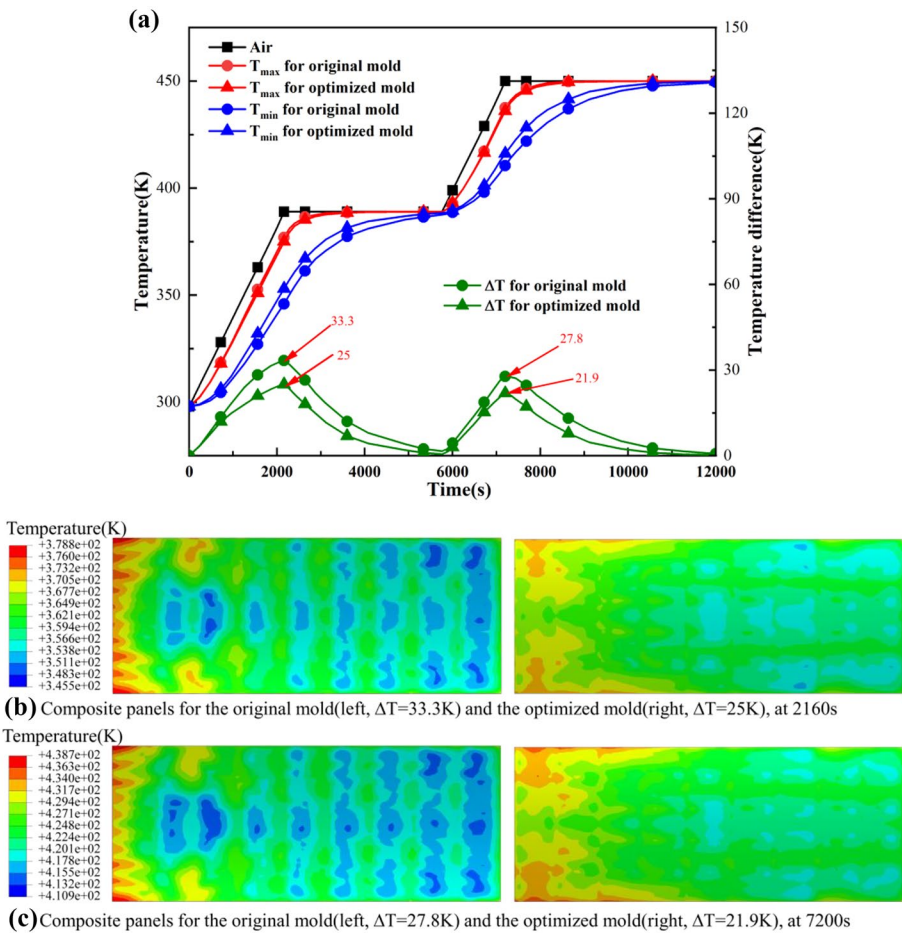 (a)
Air
Tmax for original mold
Tmax for optimized mold
Tmin for original mold
Tmin for optimized mold
ΔT for original mold
ΔT for optimized mold
33.3
25
27.8
21.9
Temperature(K)
450
400
350
300
Temperature difference(K)
150
120
90
60
30
0
0 2000 4000 6000 8000 10000 12000
Time(s)
Temperature(K)
+3.788e+02
+3.760e+02
+3.732e+02
+3.705e+02
+3.677e+02
+3.649e+02
+3.621e+02
+3.594e+02
+3.566e+02
+3.538e+02
+3.511e+02
+3.483e+02
+3.455e+02
(b) Composite panels for the original mold(left, ΔT=33.3K) and the optimized mold(right, ΔT=25K), at 2160s
Temperature(K)
+4.387e+02
+4.363e+02
+4.340e+02
+4.317e+02
+4.294e+02
+4.271e+02
+4.248e+02
+4.224e+02
+4.201e+02
+4.178e+02
+4.155e+02
+4.132e+02
+4.109e+02
(c) Composite panels for the original mold(left, ΔT=27.8K) and the optimized mold(right, ΔT=21.9K), at 7200s